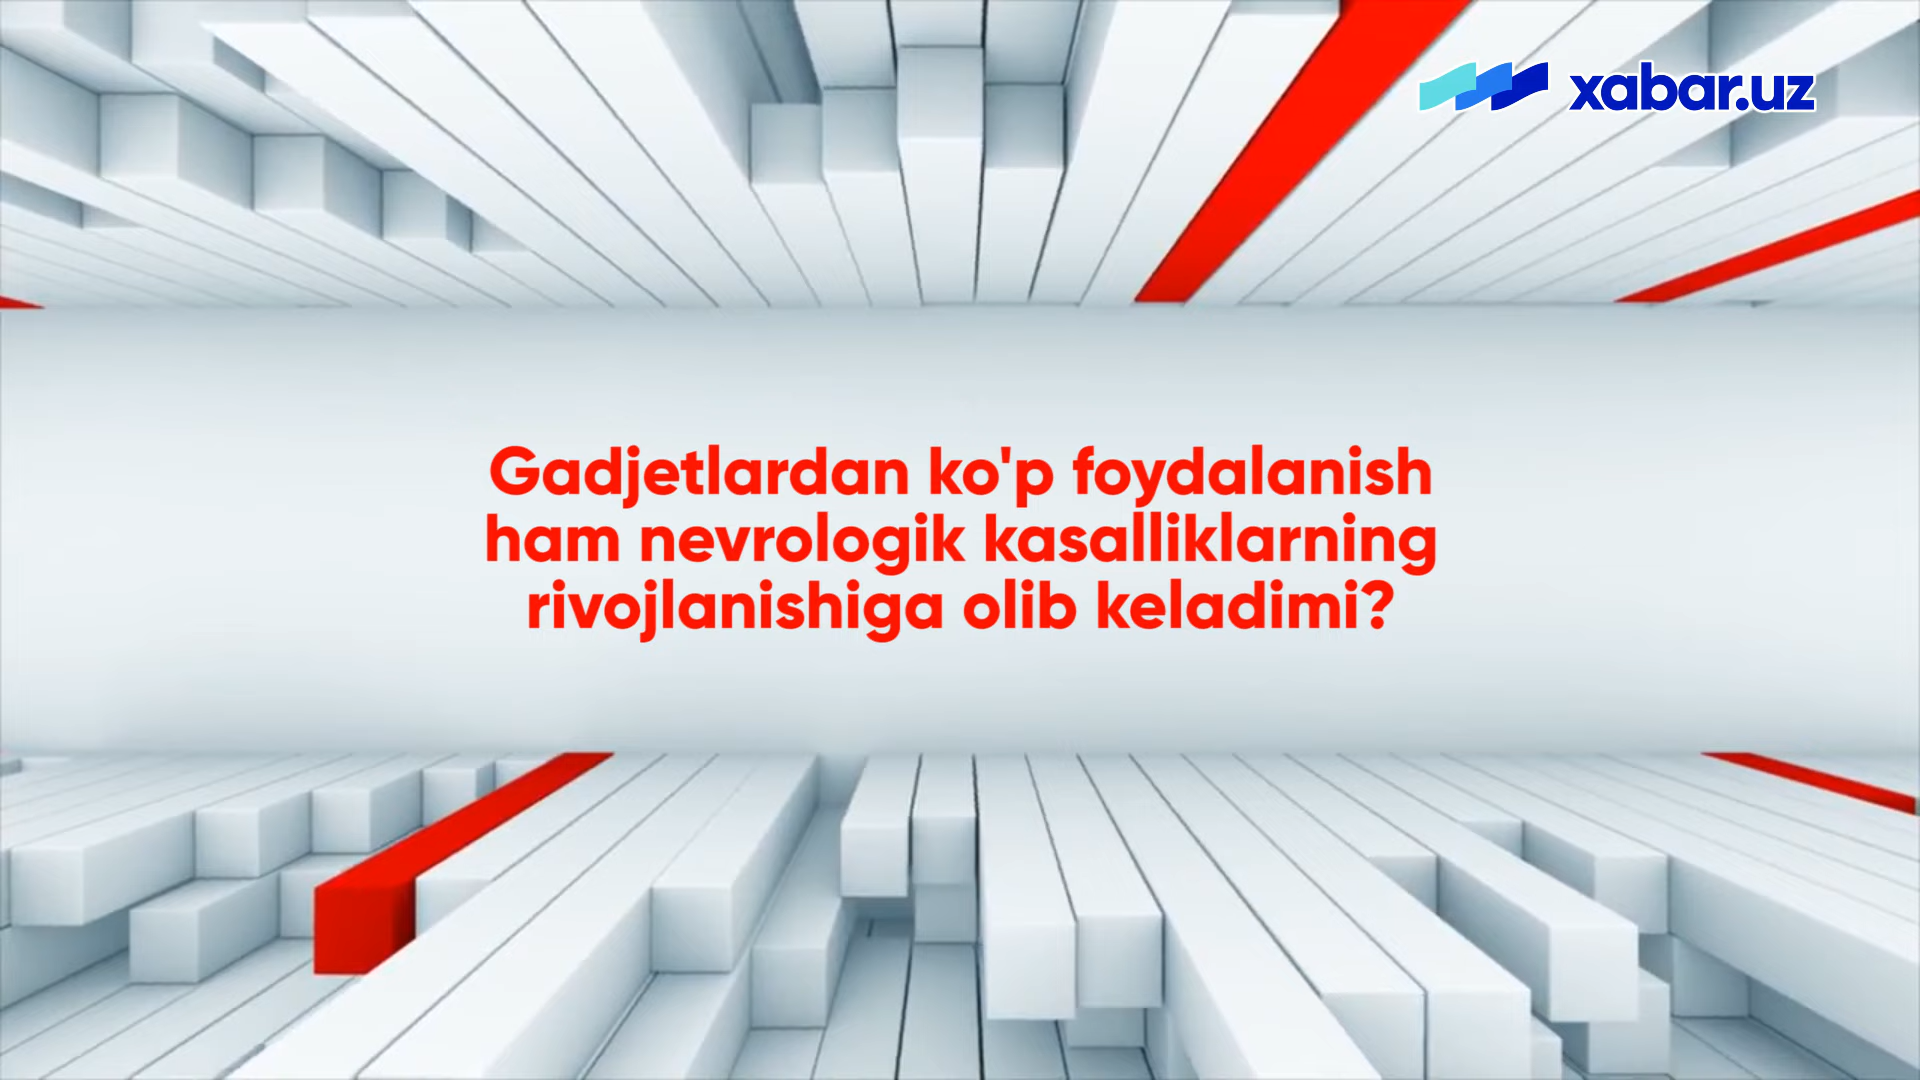 xabar.uz
Gadjetlardan ko'p foydalanish
ham nevrologik kasalliklarning
rivojlanishiga olib keladimi?